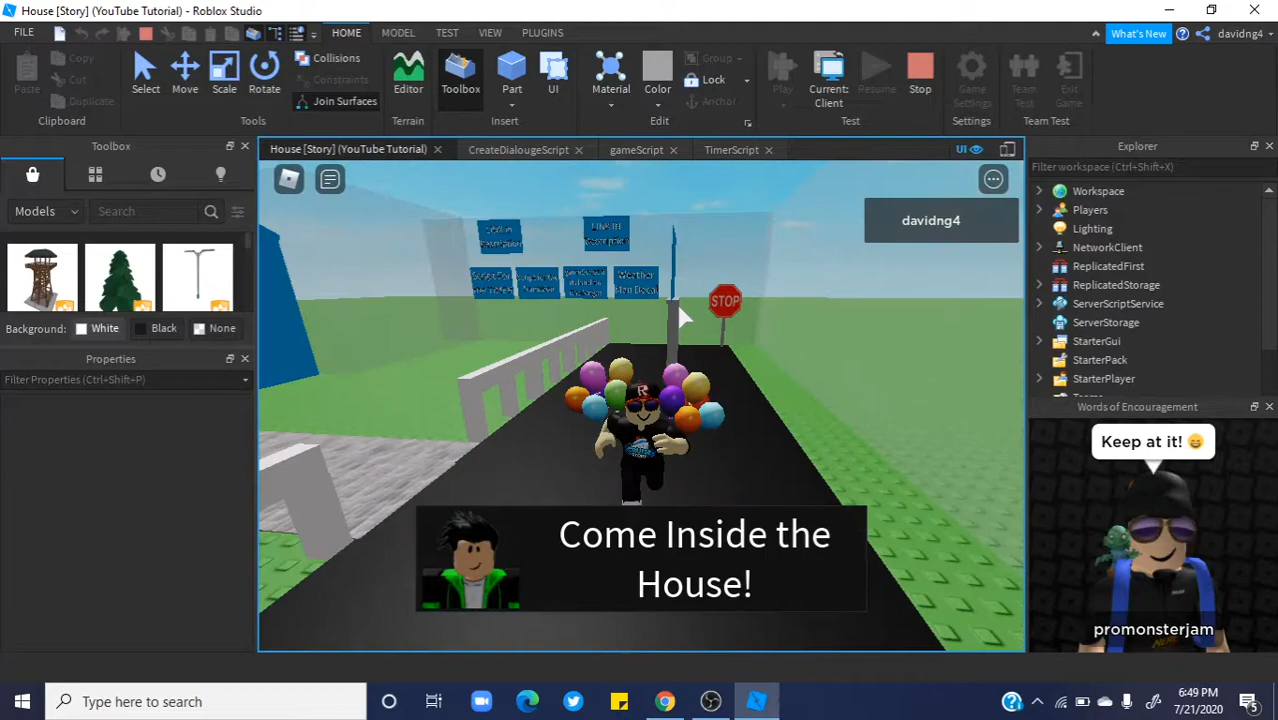 House [Story] (YouTube Tutorial) - Roblox Studio
FILE HOME MODEL TEST VIEW PLUGINS What's New davidng4
Paste Copy Cut Duplicate Clipboard
Select Move Scale Rotate Collisions Constraints Join Surfaces Tools
Editor Terrain
Toolbox Part UI Insert
Material Color Group Lock Anchor Edit
Play Current: Client Resume Stop Test
Game Settings Settings
Team Test Exit Game Team Test
Toolbox
Models Search
Background: White Black None
Properties
Filter Properties (Ctrl+Shift+P)
House [Story] (YouTube Tutorial) CreateDialougeScript gameScript TimerScript UI
davidng4
Weather
STOP
R
Come Inside the
House!
Explorer
Filter workspace (Ctrl+Shift+X)
Workspace
Players
Lighting
NetworkClient
ReplicatedFirst
ReplicatedStorage
ServerScriptService
ServerStorage
StarterGui
StarterPack
StarterPlayer
Words of Encouragement
Keep at it! 😄
promonsterjam
Type here to search
6:49 PM
7/21/2020
5